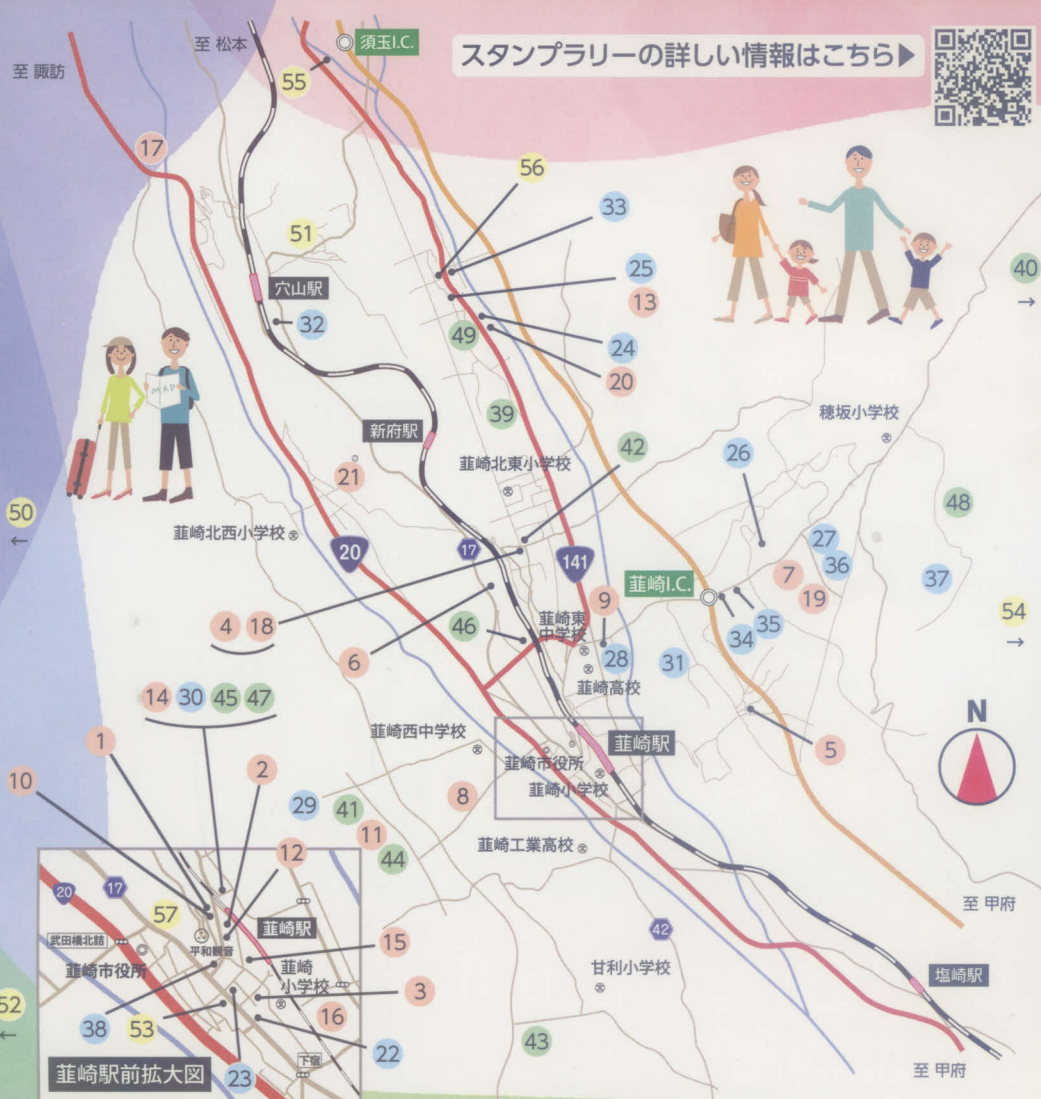 スタンプラリーの詳しい情報はこちら▶
須玉I.C.
至 松本
至 諏訪
55
17
56
33
51
25
13
40
→
穴山駅
32
24
20
49
MAP
39
穂坂小学校
新府駅
42
26
韮崎北東小学校
21
48
50
←
韮崎北西小学校
20
17
141
27
36
7
19
37
韮崎I.C.
9
54
→
4 18
46
韮崎東
中学校
34
35
6
28
31
韮崎高校
14 30 45 47
N
韮崎西中学校
韮崎駅
5
1
2
韮崎市役所
10
韮崎小学校
8
29
41
11
12
44
韮崎工業高校
20
17
57
韮崎駅
至 甲府
武田橋北詰
平和観音
15
42
韮崎市役所
韮崎
小学校
甘利小学校
塩崎駅
3
52
←
16
38
53
22
43
下宿
韮崎駅前拡大図
23
至 甲府